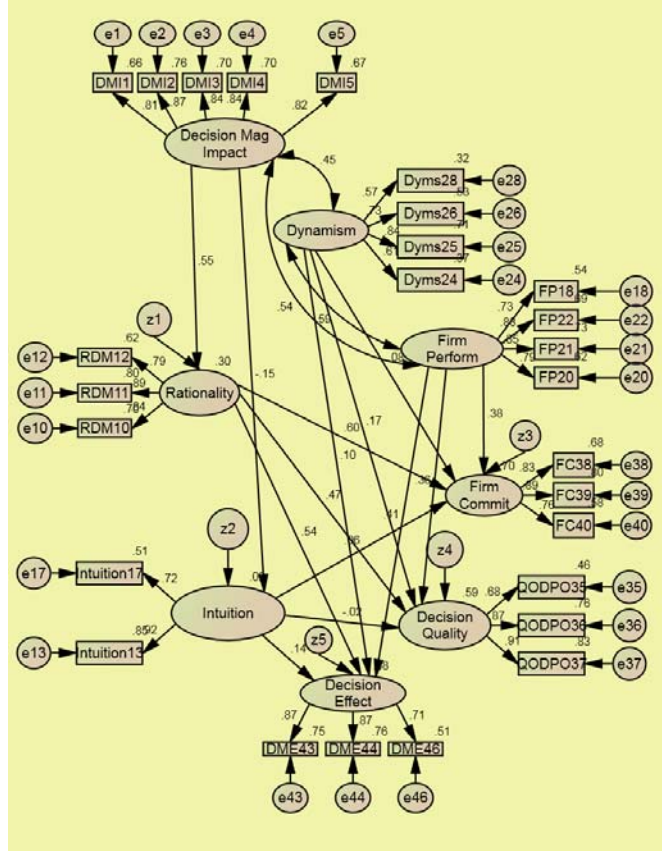 e1 e2 e3 e4 e5
.66 .76 .70 .70 .67
DMI1 DMI2 DMI3 DMI4 DMI5
.81 .87 .84 .84 .82
Decision Mag
Impact
.45
.32
Dyms28 e28
.57
Dyms26 e26
.73
Dynamism
.84 .71
Dyms25 e25
.61
Dyms24 e24
.55
.54
.59
.54
FP18 e18
.73
FP22 e22
Firm
Perform
FP21 e21
.79 .62
FP20 e20
z1
.62
e12 RDM12
.79
.30
-.15
.80
e11 RDM11 .89
Rationality
e10 RDM10
.60
.17
.10
.38
z3
.68
FC38 e38
.83
.70
Firm
Commit
.89
FC39 e39
.76
FC40 e40
.47
.54
z2
z4
.51
e17 Intuition17
.72
Intuition
-.02
.59
Decision
Quality
.46
QODPO35 e35
.68
.76
QODPO36 e36
.87
.83
QODPO37 e37
.91
.92
e13 Intuition13
z5
.14
Decision
Effect
.87 .87 .71
.75 .76 .51
DME43 DME44 DME46
e43 e44 e46